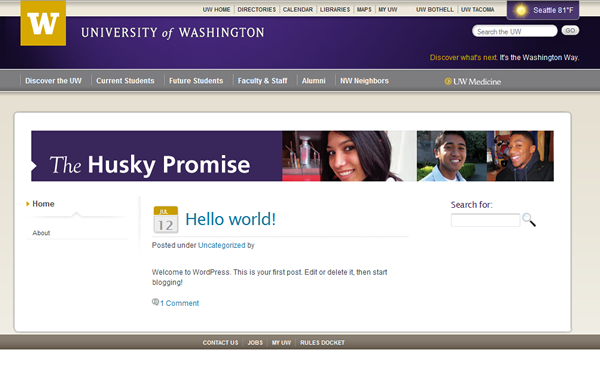 UW HOME | DIRECTORIES | CALENDAR | LIBRARIES | MAPS | MY UW UW BOTHELL | UW TACOMA
Seattle 81°F
W
UNIVERSITY of WASHINGTON
Search the UW GO
Discover what's next. It's the Washington Way.
Discover the UW Current Students Future Students Faculty & Staff Alumni NW Neighbors UW Medicine
The Husky Promise
Home
About
JUL
12
Hello world!
Posted under Uncategorized by
Welcome to WordPress. This is your first post. Edit or delete it, then start
blogging!
1 Comment
Search for:
CONTACT US JOBS MY UW RULES DOCKET